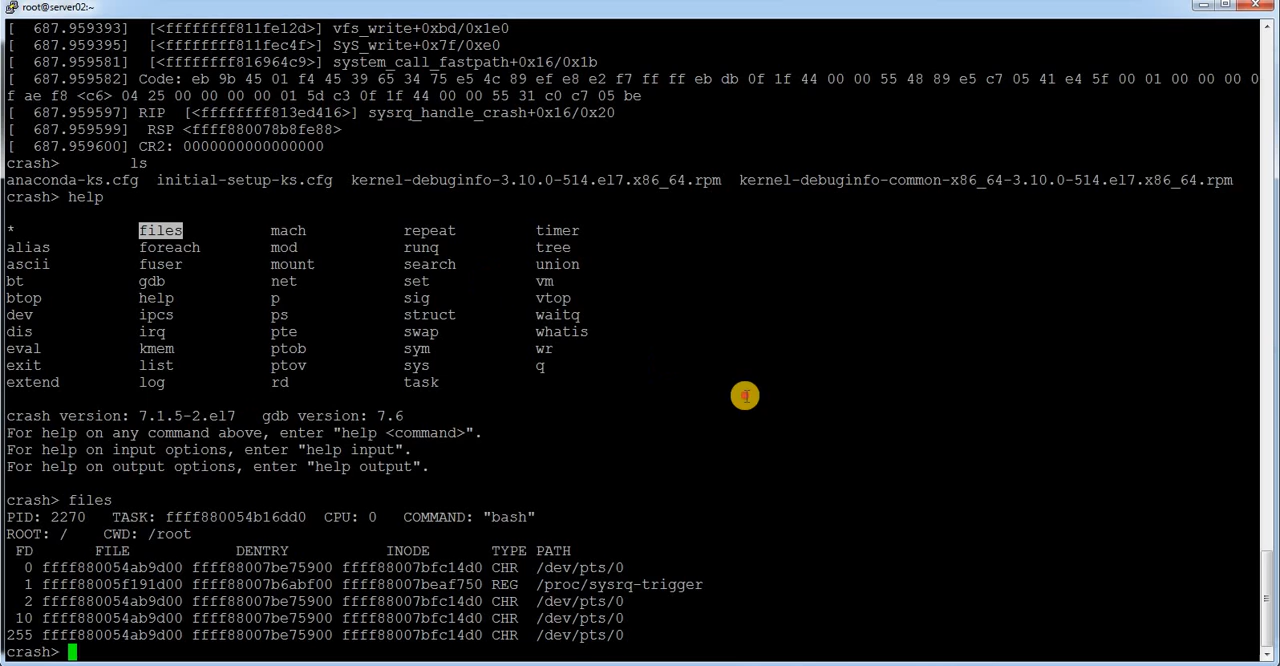 root@server02:~
[  687.959393]  [<ffffffff811fe12d>] vfs_write+0xbd/0x1e0
[  687.959395]  [<ffffffff811fec4f>] SyS_write+0x7f/0xe0
[  687.959581]  [<ffffffff816964c9>] system_call_fastpath+0x16/0x1b
[  687.959582] Code: eb 9b 45 01 f4 45 39 65 34 75 e5 4c 89 ef e8 e2 f7 ff ff eb db 0f 1f 44 00 00 55 48 89 e5 c7 05 41 e4 5f 00 01 00 00 00 0
f ae f8 <c6> 04 25 00 00 00 00 01 5d c3 0f 1f 44 00 00 55 31 c0 c7 05 be
[  687.959597] RIP  [<ffffffff813ed416>] sysrq_handle_crash+0x16/0x20
[  687.959599]  RSP <ffff880078b8fe88>
[  687.959600] CR2: 0000000000000000
crash>        ls
anaconda-ks.cfg  initial-setup-ks.cfg  kernel-debuginfo-3.10.0-514.el7.x86_64.rpm  kernel-debuginfo-common-x86_64-3.10.0-514.el7.x86_64.rpm
crash> help
*              files          mach           repeat         timer
alias          foreach        mod            runq           tree
ascii          fuser          mount          search         union
bt             gdb            net            set            vm
btop           help           p              sig            vtop
dev            ipcs           ps             struct         waitq
dis            irq            pte            swap           whatis
eval           kmem           ptob           sym            wr
exit           list           ptov           sys            q
extend         log            rd             task
crash version: 7.1.5-2.el7   gdb version: 7.6
For help on any command above, enter "help <command>".
For help on input options, enter "help input".
For help on output options, enter "help output".
crash> files
PID: 2270   TASK: ffff880054b16dd0  CPU: 0   COMMAND: "bash"
ROOT: /    CWD: /root
 FD       FILE            DENTRY           INODE       TYPE PATH
  0 ffff880054ab9d00 ffff88007be75900 ffff88007bfc14d0 CHR  /dev/pts/0
  1 ffff88005f191d00 ffff88007b6abf00 ffff88007beaf750 REG  /proc/sysrq-trigger
  2 ffff880054ab9d00 ffff88007be75900 ffff88007bfc14d0 CHR  /dev/pts/0
 10 ffff880054ab9d00 ffff88007be75900 ffff88007bfc14d0 CHR  /dev/pts/0
255 ffff880054ab9d00 ffff88007be75900 ffff88007bfc14d0 CHR  /dev/pts/0
crash>